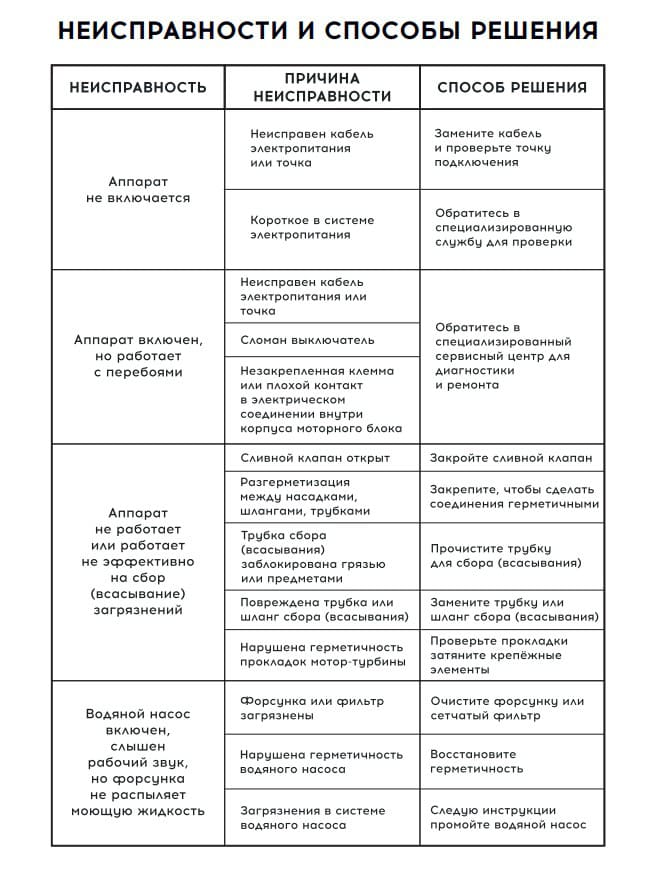 НЕИСПРАВНОСТИ И СПОСОБЫ РЕШЕНИЯ
НЕИСПРАВНОСТЬ
ПРИЧИНА
НЕИСПРАВНОСТИ
СПОСОБ РЕШЕНИЯ
Аппарат
не включается
Неисправен кабель
электропитания
или точка
Замените кабель
и проверьте точку
подключения
Короткое в системе
электропитания
Обратитесь в
специализированную
службу для проверки
Аппарат включен,
но работает
с перебоями
Неисправен кабель
электропитания или
точка
Сломан выключатель
Незакрепленная клемма
или плохой контакт
в электрическом
соединении внутри
корпуса моторного блока
Обратитесь в
специализированный
сервисный центр для
диагностики
и ремонта
Аппарат
не работает
или работает
не эффективно
на сбор
(всасывание)
загрязнений
Сливной клапан открыт
Закройте сливной клапан
Разгерметизация
между насадками,
шлангами, трубками
Закрепите, чтобы сделать
соединения герметичными
Трубка сбора
(всасывания)
заблокирована грязью
или предметами
Прочистите трубку
для сбора (всасывания)
Повреждена трубка или
шланг сбора (всасывания)
Замените трубку или
шланг сбора (всасывания)
Нарушена герметичность
прокладок мотор-турбины
Проверьте прокладки
затяните крепёжные
элементы
Водяной насос
включен,
слышен
рабочий звук,
но форсунка
не распыляет
моющую жидкость
Форсунка или фильтр
загрязнены
Очистите форсунку или
сетчатый фильтр
Нарушена герметичность
водяного насоса
Восстановите
герметичность
Загрязнения в системе
водяного насоса
Следую инструкции
промойте водяной насос